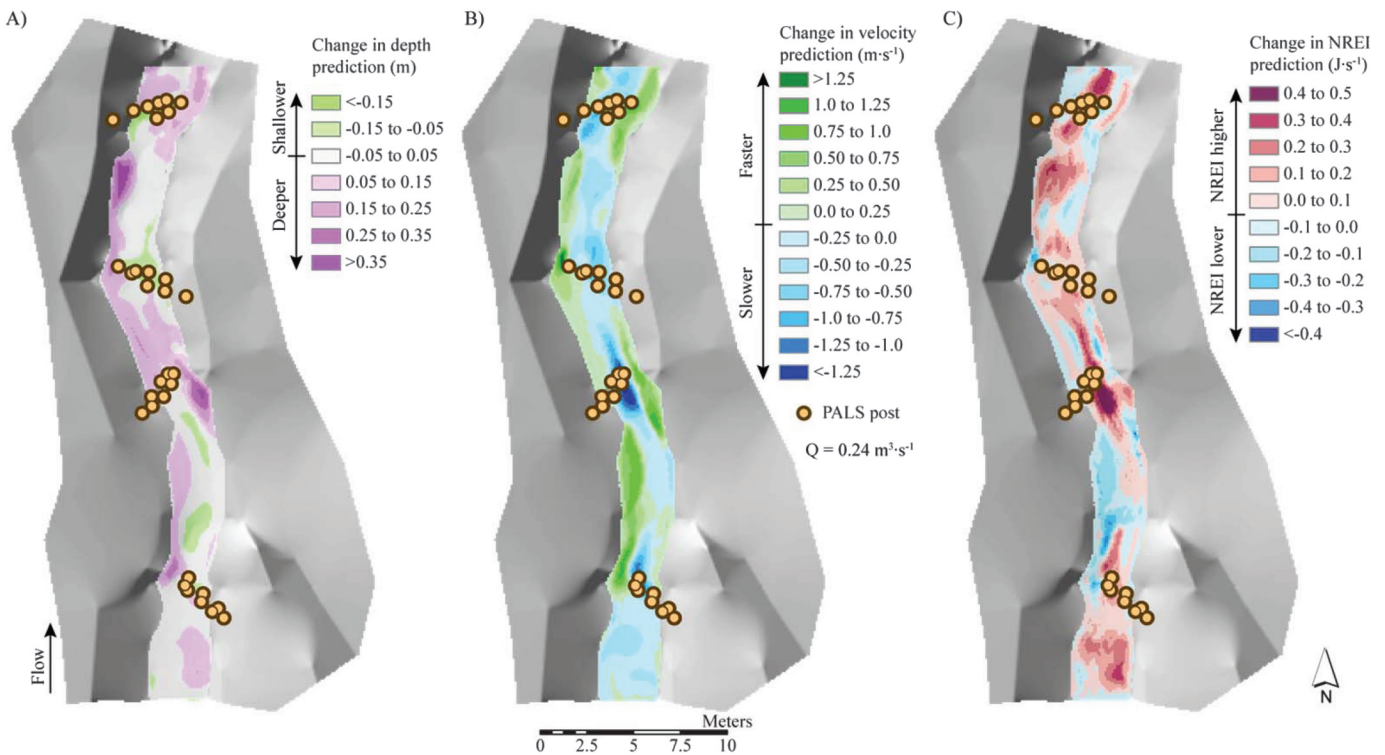 A)
Change in depth
prediction (m)
Shallower
Deeper
<-0.15
-0.15 to -0.05
-0.05 to 0.05
0.05 to 0.15
0.15 to 0.25
0.25 to 0.35
>0.35
Flow
B)
Change in velocity
prediction (m·s⁻¹)
Faster
Slower
>1.25
1.0 to 1.25
0.75 to 1.0
0.50 to 0.75
0.25 to 0.50
0.0 to 0.25
-0.25 to 0.0
-0.50 to -0.25
-0.75 to -0.50
-1.0 to -0.75
-1.25 to -1.0
<-1.25
PALS post
Q = 0.24 m³·s⁻¹
Meters
0 2.5 5 7.5 10
C)
Change in NREI
prediction (J·s⁻¹)
NREI higher
NREI lower
0.4 to 0.5
0.3 to 0.4
0.2 to 0.3
0.1 to 0.2
0.0 to 0.1
-0.1 to 0.0
-0.2 to -0.1
-0.3 to -0.2
-0.4 to -0.3
<-0.4
N